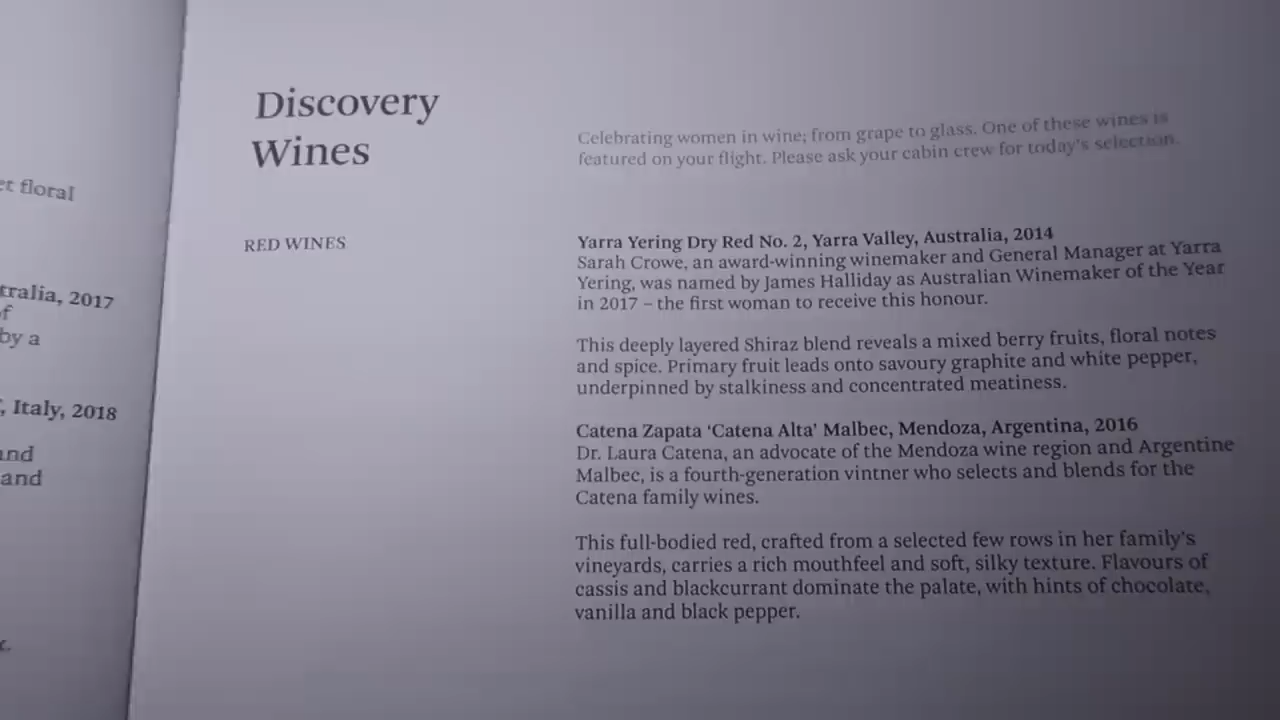 et floral
tralia, 2017
of
by a
, Italy, 2018
and
and
Discovery
Wines
Celebrating women in wine; from grape to glass. One of these wines is
featured on your flight. Please ask your cabin crew for today's selection.
RED WINES
Yarra Yering Dry Red No. 2, Yarra Valley, Australia, 2014
Sarah Crowe, an award-winning winemaker and General Manager at Yarra
Yering, was named by James Halliday as Australian Winemaker of the Year
in 2017 – the first woman to receive this honour.
This deeply layered Shiraz blend reveals a mixed berry fruits, floral notes
and spice. Primary fruit leads onto savoury graphite and white pepper,
underpinned by stalkiness and concentrated meatiness.
Catena Zapata ‘Catena Alta’ Malbec, Mendoza, Argentina, 2016
Dr. Laura Catena, an advocate of the Mendoza wine region and Argentine
Malbec, is a fourth-generation vintner who selects and blends for the
Catena family wines.
This full-bodied red, crafted from a selected few rows in her family's
vineyards, carries a rich mouthfeel and soft, silky texture. Flavours of
cassis and blackcurrant dominate the palate, with hints of chocolate,
vanilla and black pepper.